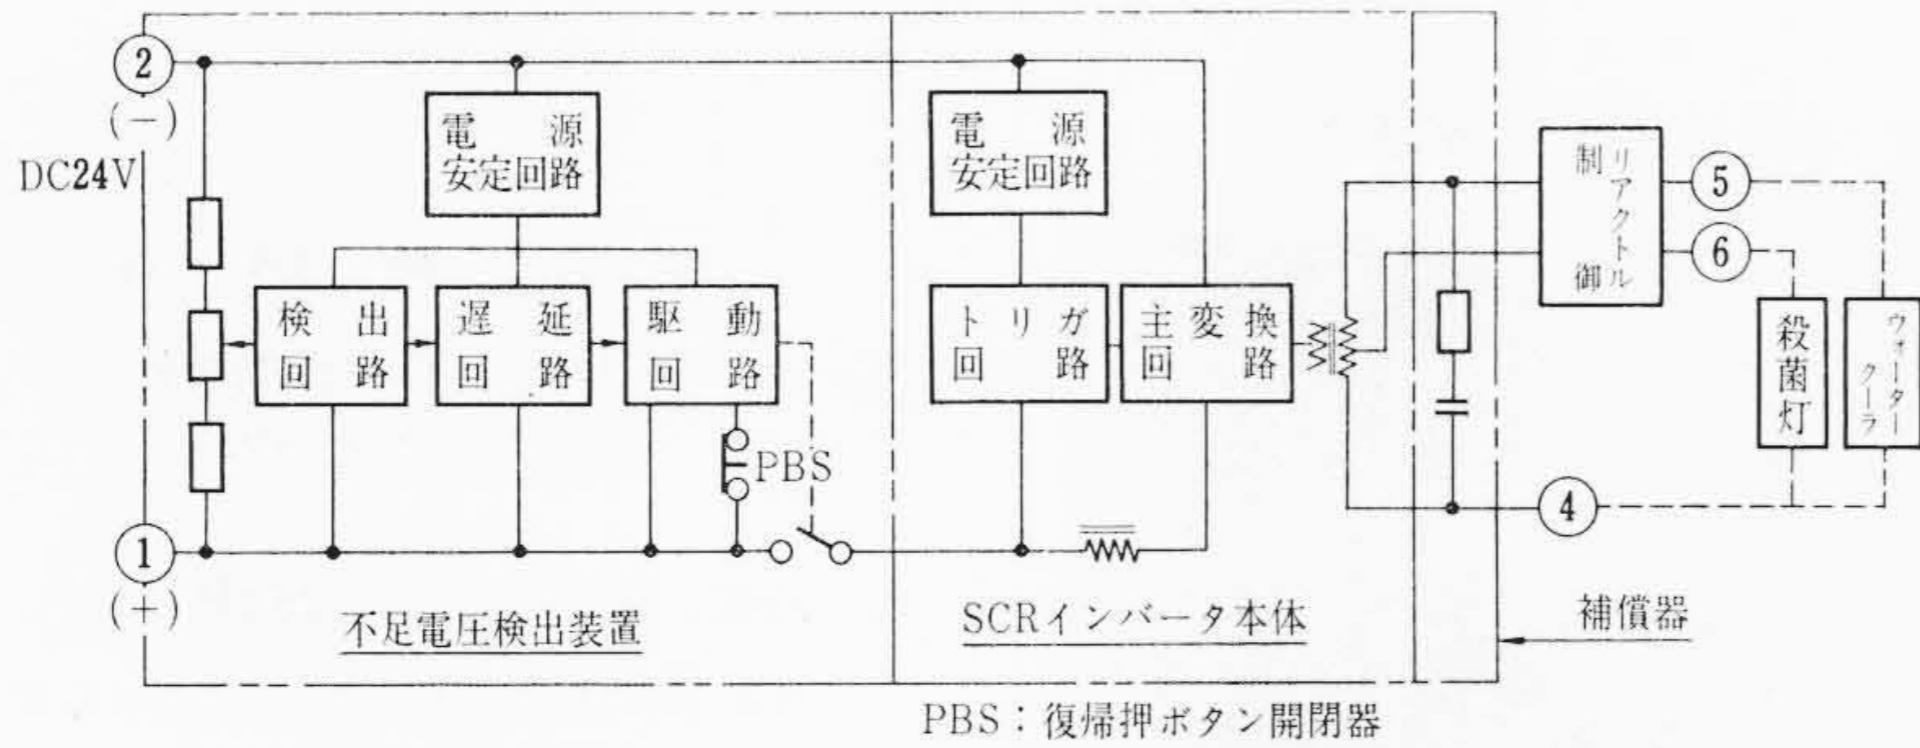 ②
(−)
DC24V
①
(+)
電源
安定回路
検出
回路
遅延
回路
駆動
回路
PBS
不足電圧検出装置
電源
安定回路
トリガ
回路
主変換
回路
SCRインバータ本体
リアクトル
制御
⑤
⑥
④
殺菌灯
ウォーター
クーラ
補償器
PBS：復帰押ボタン開閉器